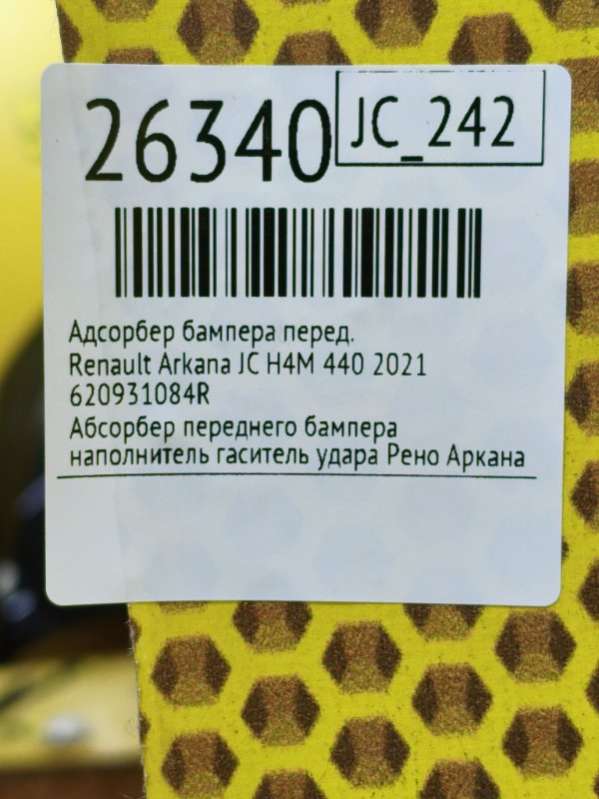 26340
JC_242
Адсорбер бампера перед.
Renault Arkana JC H4M 440 2021
620931084R
Абсорбер переднего бампера
наполнитель гаситель удара Рено Аркана